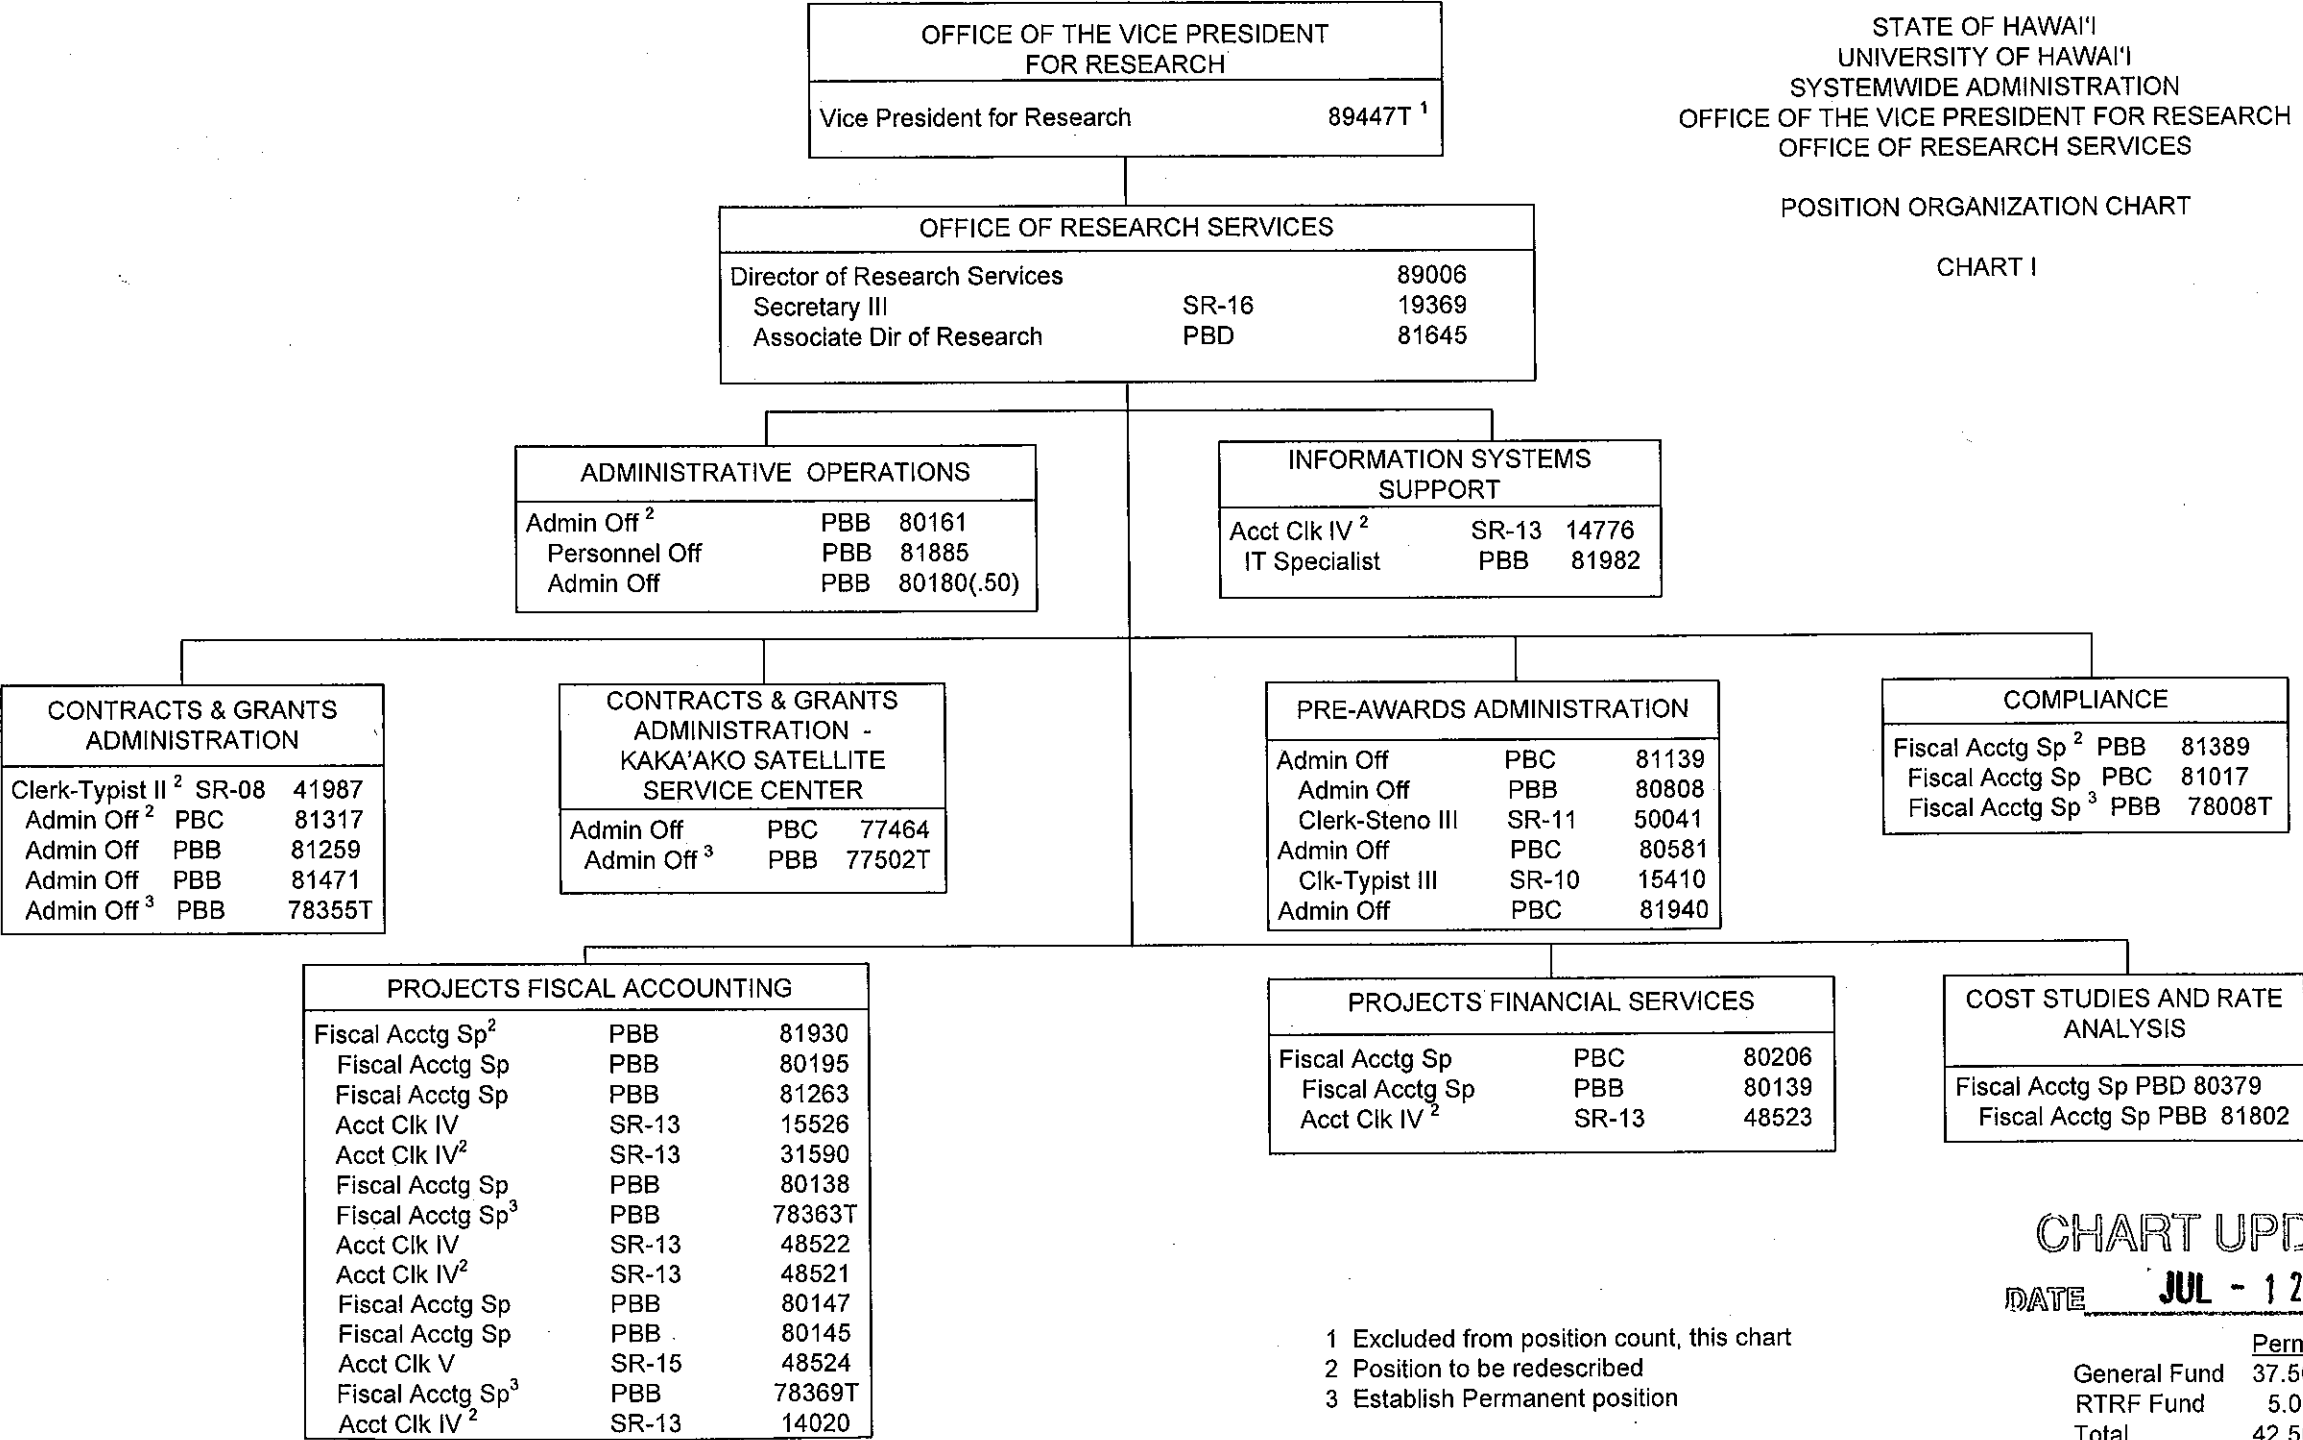 OFFICE OF THE VICE PRESIDENT
FOR RESEARCH
Vice President for Research 89447T 1
STATE OF HAWAI'I
UNIVERSITY OF HAWAI'I
SYSTEMWIDE ADMINISTRATION
OFFICE OF THE VICE PRESIDENT FOR RESEARCH
OFFICE OF RESEARCH SERVICES
POSITION ORGANIZATION CHART
CHART I
OFFICE OF RESEARCH SERVICES
Director of Research Services 89006
Secretary III SR-16 19369
Associate Dir of Research PBD 81645
ADMINISTRATIVE OPERATIONS
Admin Off 2 PBB 80161
Personnel Off PBB 81885
Admin Off PBB 80180(.50)
INFORMATION SYSTEMS
SUPPORT
Acct Clk IV 2 SR-13 14776
IT Specialist PBB 81982
CONTRACTS & GRANTS
ADMINISTRATION
Clerk-Typist II 2 SR-08 41987
Admin Off 2 PBC 81317
Admin Off PBB 81259
Admin Off PBB 81471
Admin Off 3 PBB 78355T
CONTRACTS & GRANTS
ADMINISTRATION -
KAKA'AKO SATELLITE
SERVICE CENTER
Admin Off PBC 77464
Admin Off 3 PBB 77502T
PRE-AWARDS ADMINISTRATION
Admin Off PBC 81139
Admin Off PBB 80808
Clerk-Steno III SR-11 50041
Admin Off PBC 80581
Clk-Typist III SR-10 15410
Admin Off PBC 81940
COMPLIANCE
Fiscal Acctg Sp 2 PBB 81389
Fiscal Acctg Sp PBC 81017
Fiscal Acctg Sp 3 PBB 78008T
PROJECTS FISCAL ACCOUNTING
Fiscal Acctg Sp2 PBB 81930
Fiscal Acctg Sp PBB 80195
Fiscal Acctg Sp PBB 81263
Acct Clk IV SR-13 15526
Acct Clk IV2 SR-13 31590
Fiscal Acctg Sp PBB 80138
Fiscal Acctg Sp3 PBB 78363T
Acct Clk IV SR-13 48522
Acct Clk IV2 SR-13 48521
Fiscal Acctg Sp PBB 80147
Fiscal Acctg Sp PBB 80145
Acct Clk V SR-15 48524
Fiscal Acctg Sp3 PBB 78369T
Acct Clk IV 2 SR-13 14020
PROJECTS FINANCIAL SERVICES
Fiscal Acctg Sp PBC 80206
Fiscal Acctg Sp PBB 80139
Acct Clk IV 2 SR-13 48523
COST STUDIES AND RATE
ANALYSIS
Fiscal Acctg Sp PBD 80379
Fiscal Acctg Sp PBB 81802
1 Excluded from position count, this chart
2 Position to be redescribed
3 Establish Permanent position
CHART
DATE JUL - 1
Perm
General Fund 37.5
RTRF Fund 5.0
Total 42.5